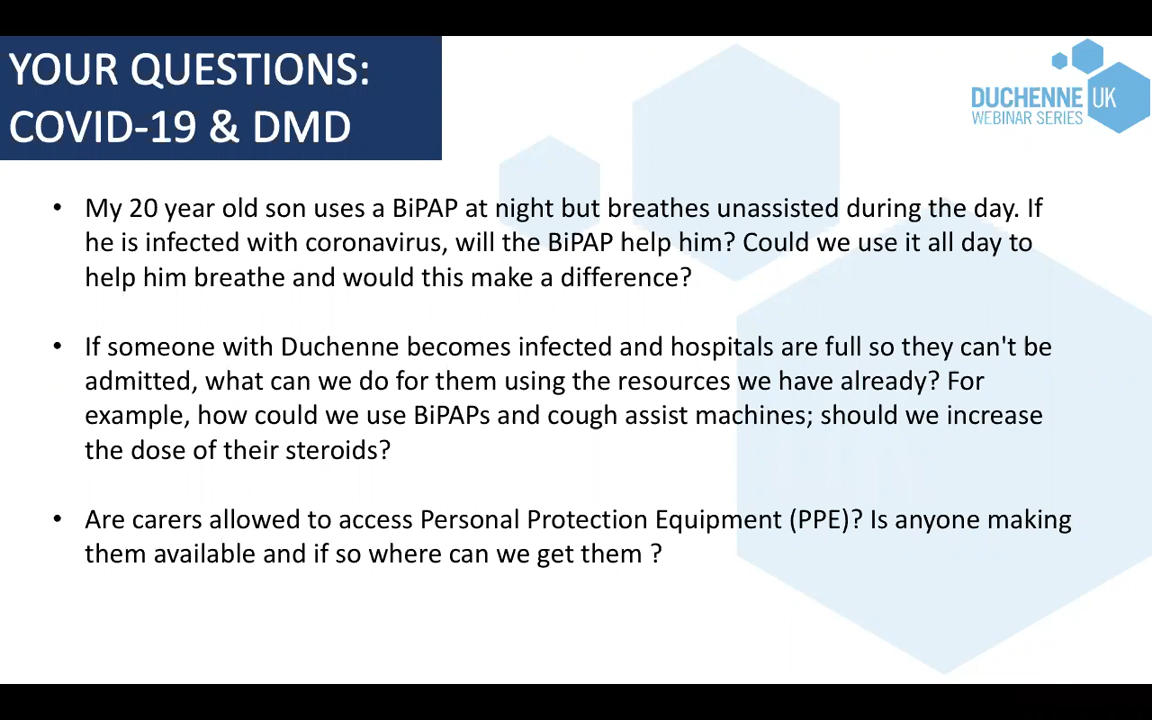 YOUR QUESTIONS:
COVID-19 & DMD
DUCHENNE UK
WEBINAR SERIES
• My 20 year old son uses a BiPAP at night but breathes unassisted during the day. If
he is infected with coronavirus, will the BiPAP help him? Could we use it all day to
help him breathe and would this make a difference?
• If someone with Duchenne becomes infected and hospitals are full so they can't be
admitted, what can we do for them using the resources we have already? For
example, how could we use BiPAPs and cough assist machines; should we increase
the dose of their steroids?
• Are carers allowed to access Personal Protection Equipment (PPE)? Is anyone making
them available and if so where can we get them ?